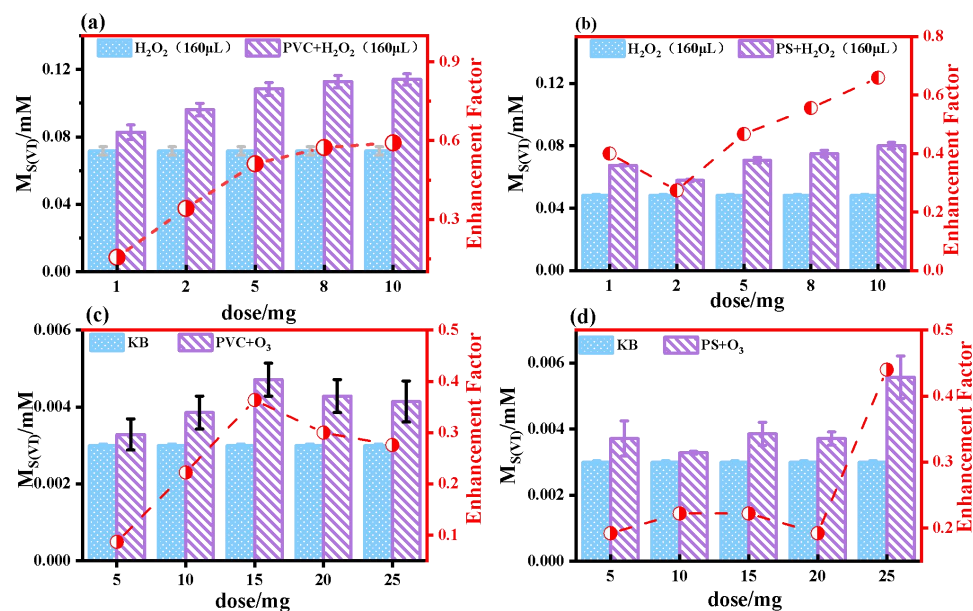 (a)
H₂O₂（160μL）
PVC+H₂O₂（160μL）
M_S(VI)/mM
0.12
0.08
0.04
0.00
0.9
0.6
0.3
Enhancement Factor
1
2
5
8
10
dose/mg
(b)
H₂O₂（160μL）
PS+H₂O₂（160μL）
M_S(VI)/mM
0.12
0.08
0.04
0.00
0.8
0.6
0.4
0.2
0.0
Enhancement Factor
1
2
5
8
10
dose/mg
(c)
KB
PVC+O₃
M_S(VI)/mM
0.006
0.004
0.002
0.000
0.5
0.4
0.3
0.2
0.1
Enhancement Factor
5
10
15
20
25
dose/mg
(d)
KB
PS+O₃
M_S(VI)/mM
0.006
0.004
0.002
0.000
0.5
0.4
0.3
0.2
Enhancement Factor
5
10
15
20
25
dose/mg